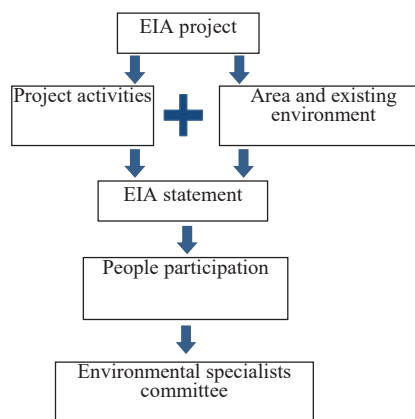 EIA project
Project activities
Area and existing
environment
EIA statement
People participation
Environmental specialists
committee